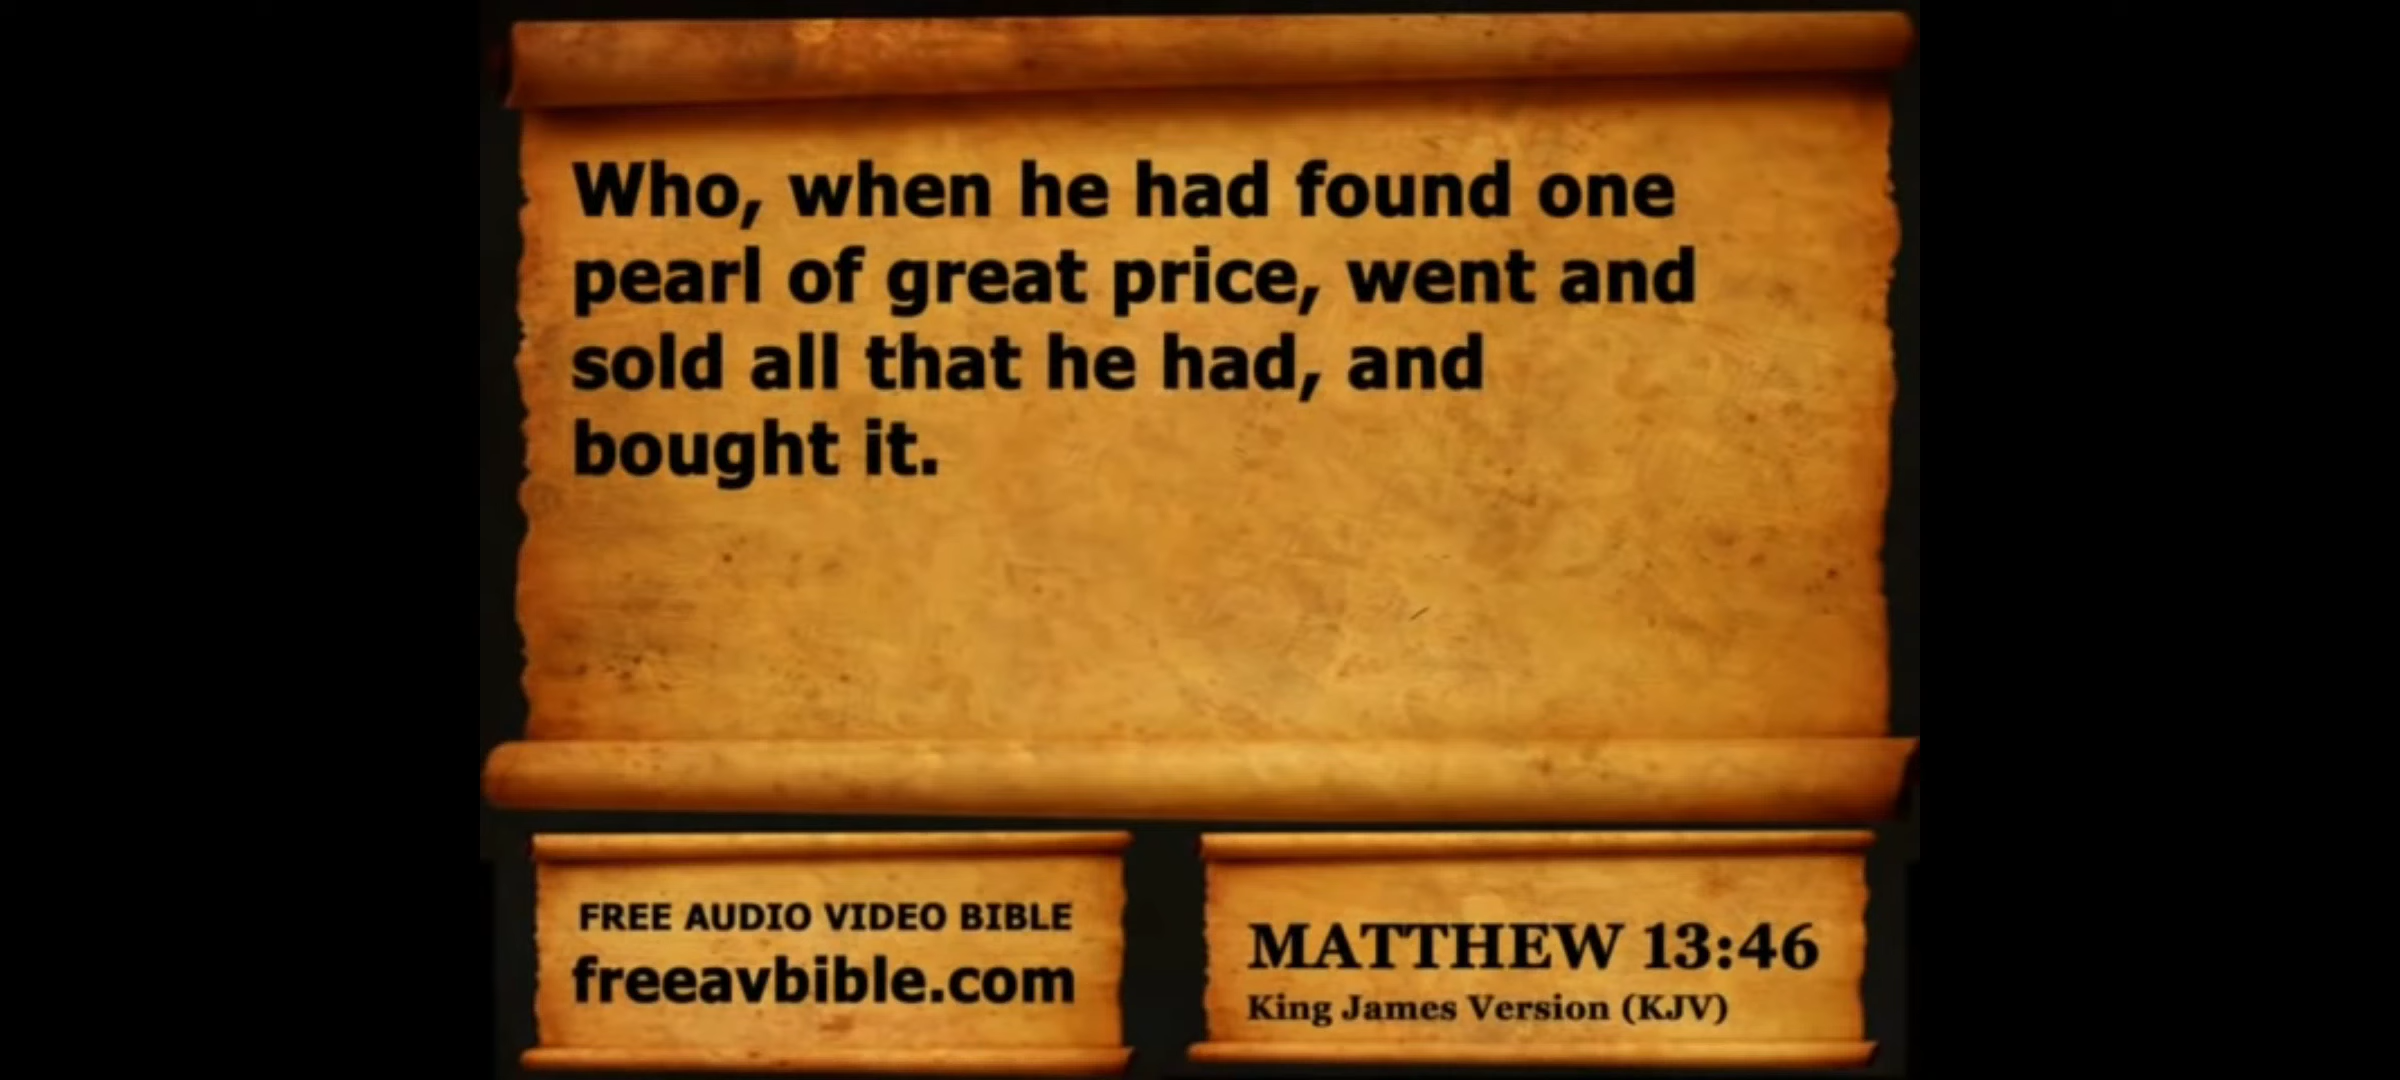 Who, when he had found one
pearl of great price, went and
sold all that he had, and
bought it.
FREE AUDIO VIDEO BIBLE
freeavbible.com
MATTHEW 13:46
King James Version (KJV)